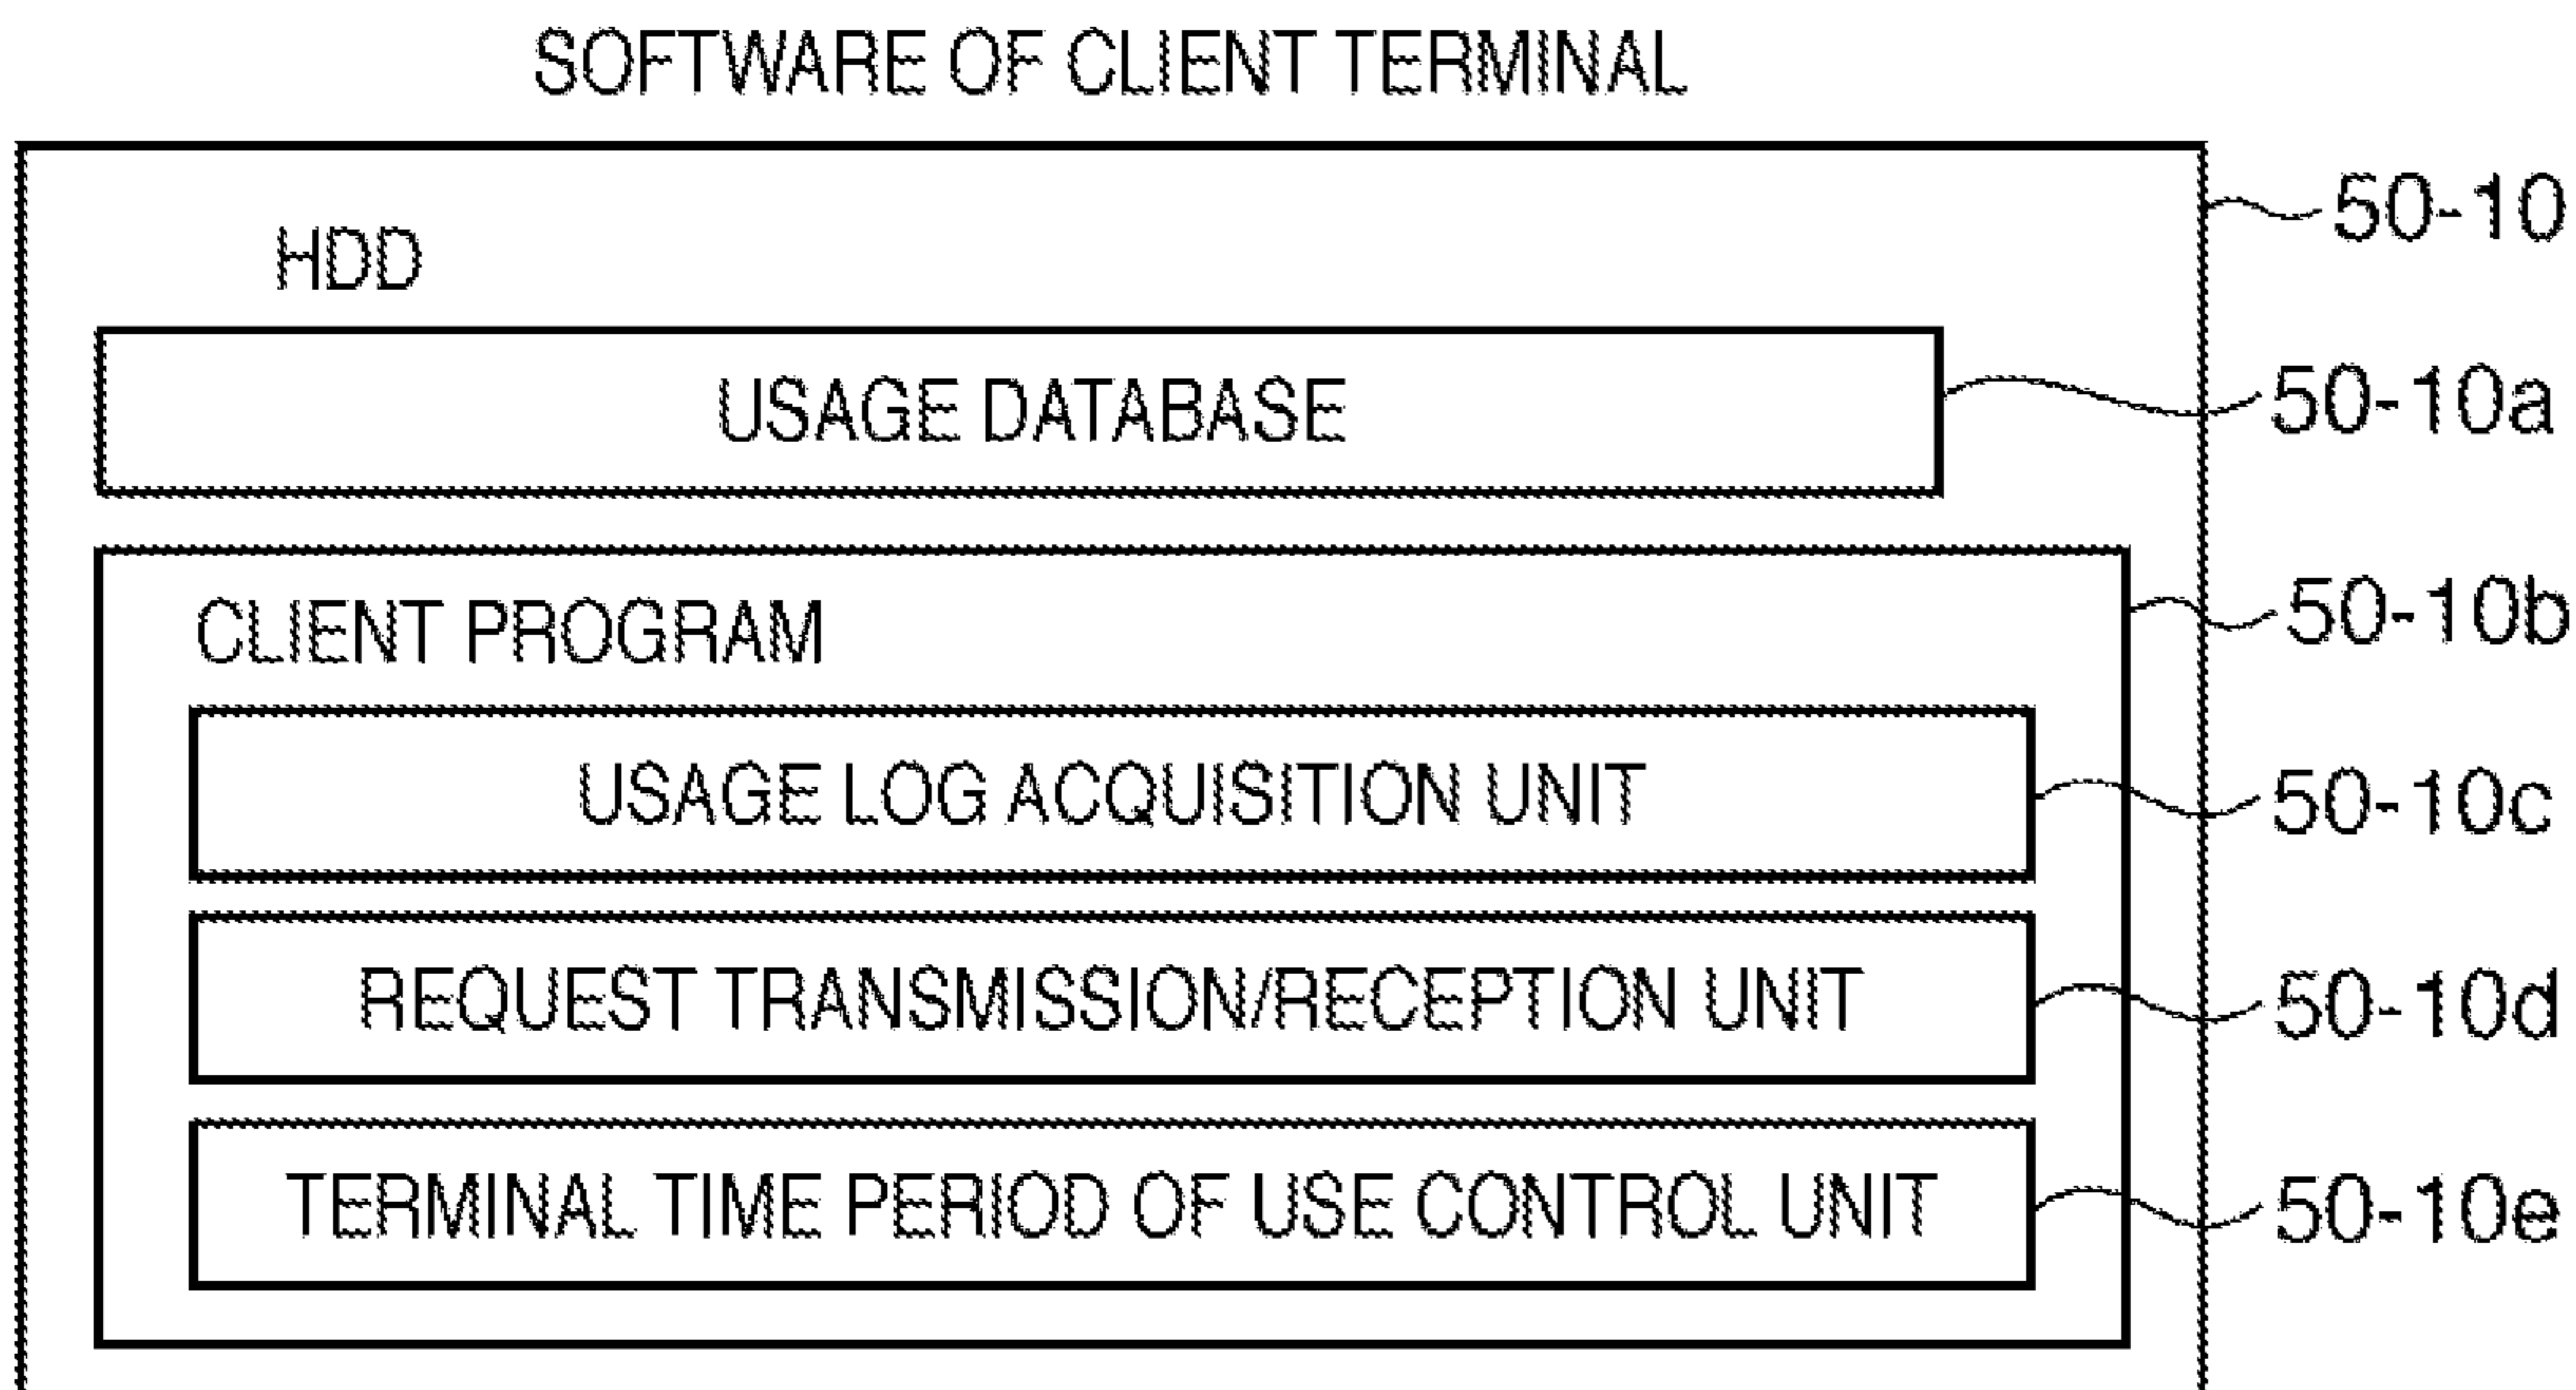 SOFTWARE OF CLIENT TERMINAL
HDD
50-10
USAGE DATABASE
50-10a
CLIENT PROGRAM
50-10b
USAGE LOG ACQUISITION UNIT
50-10c
REQUEST TRANSMISSION/RECEPTION UNIT
50-10d
TERMINAL TIME PERIOD OF USE CONTROL UNIT
50-10e